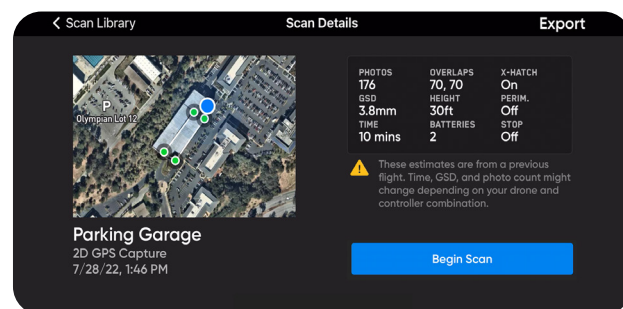 Scan Library
Scan Details
Export
P
Olympian Lot 12
PHOTOS OVERLAPS X-HATCH
176 70, 70 On
GSD HEIGHT PERIM.
3.8mm 30ft Off
TIME BATTERIES STOP
10 mins 2 Off
These estimates are from a previous
flight. Time, GSD, and photo count might
change depending on your drone and
controller combination.
Parking Garage
2D GPS Capture
7/28/22, 1:46 PM
Begin Scan